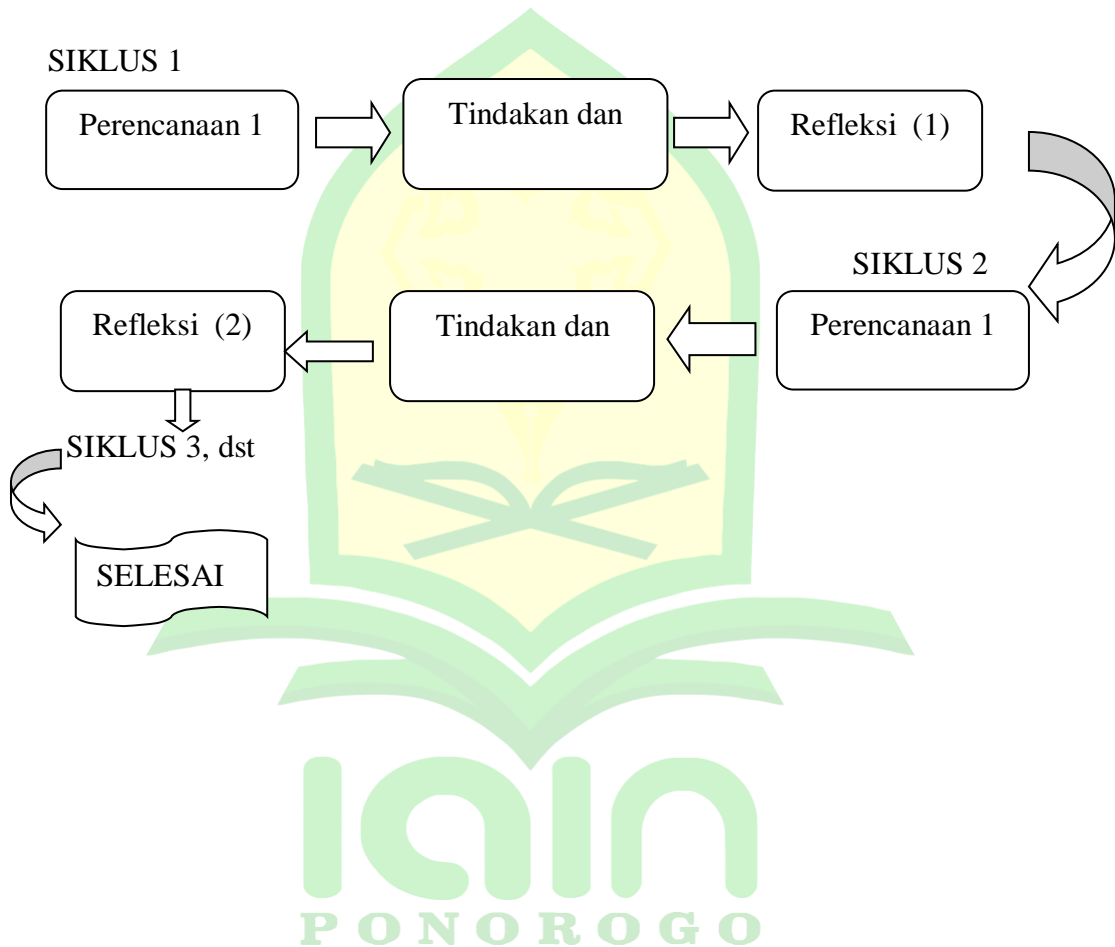 SIKLUS 1
Perencanaan 1
Tindakan dan
Refleksi (1)
SIKLUS 2
Perencanaan 1
Tindakan dan
Refleksi (2)
SIKLUS 3, dst
SELESAI
iain
PONOROGO